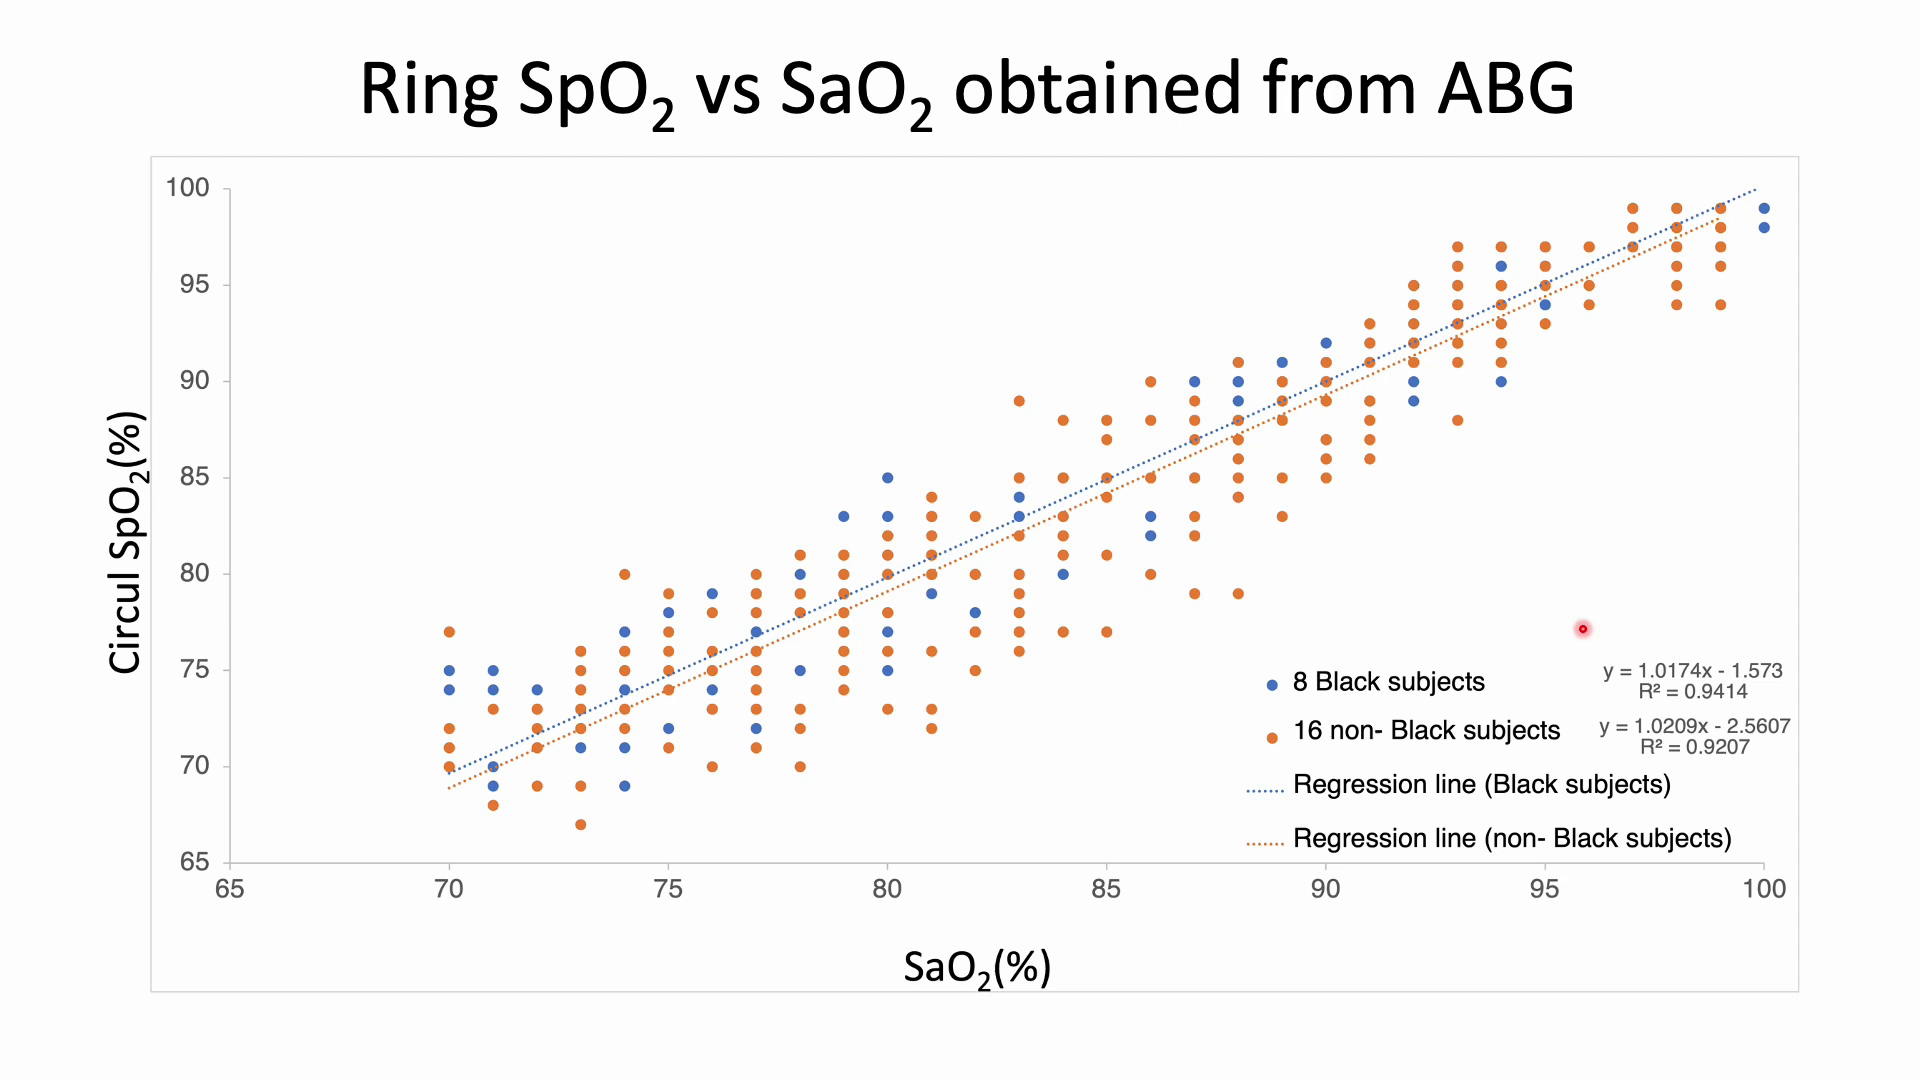 Ring SpO₂ vs SaO₂ obtained from ABG
100
95
90
85
80
75
70
65
Circul SpO₂(%)
65 70 75 80 85 90 95 100
SaO₂(%)
8 Black subjects
y = 1.0174x - 1.573
R² = 0.9414
16 non- Black subjects
y = 1.0209x - 2.5607
R² = 0.9207
Regression line (Black subjects)
Regression line (non- Black subjects)